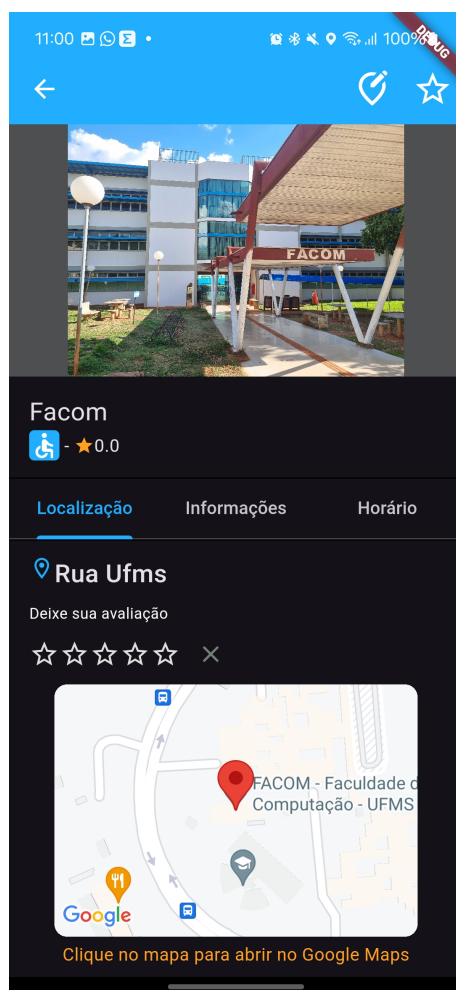 11:00
100%
DEBUG
FACOM
Facom
- 0.0
Localização
Informações
Horário
Rua Ufms
Deixe sua avaliação
FACOM - Faculdade d
Computação - UFMS
Google
Clique no mapa para abrir no Google Maps